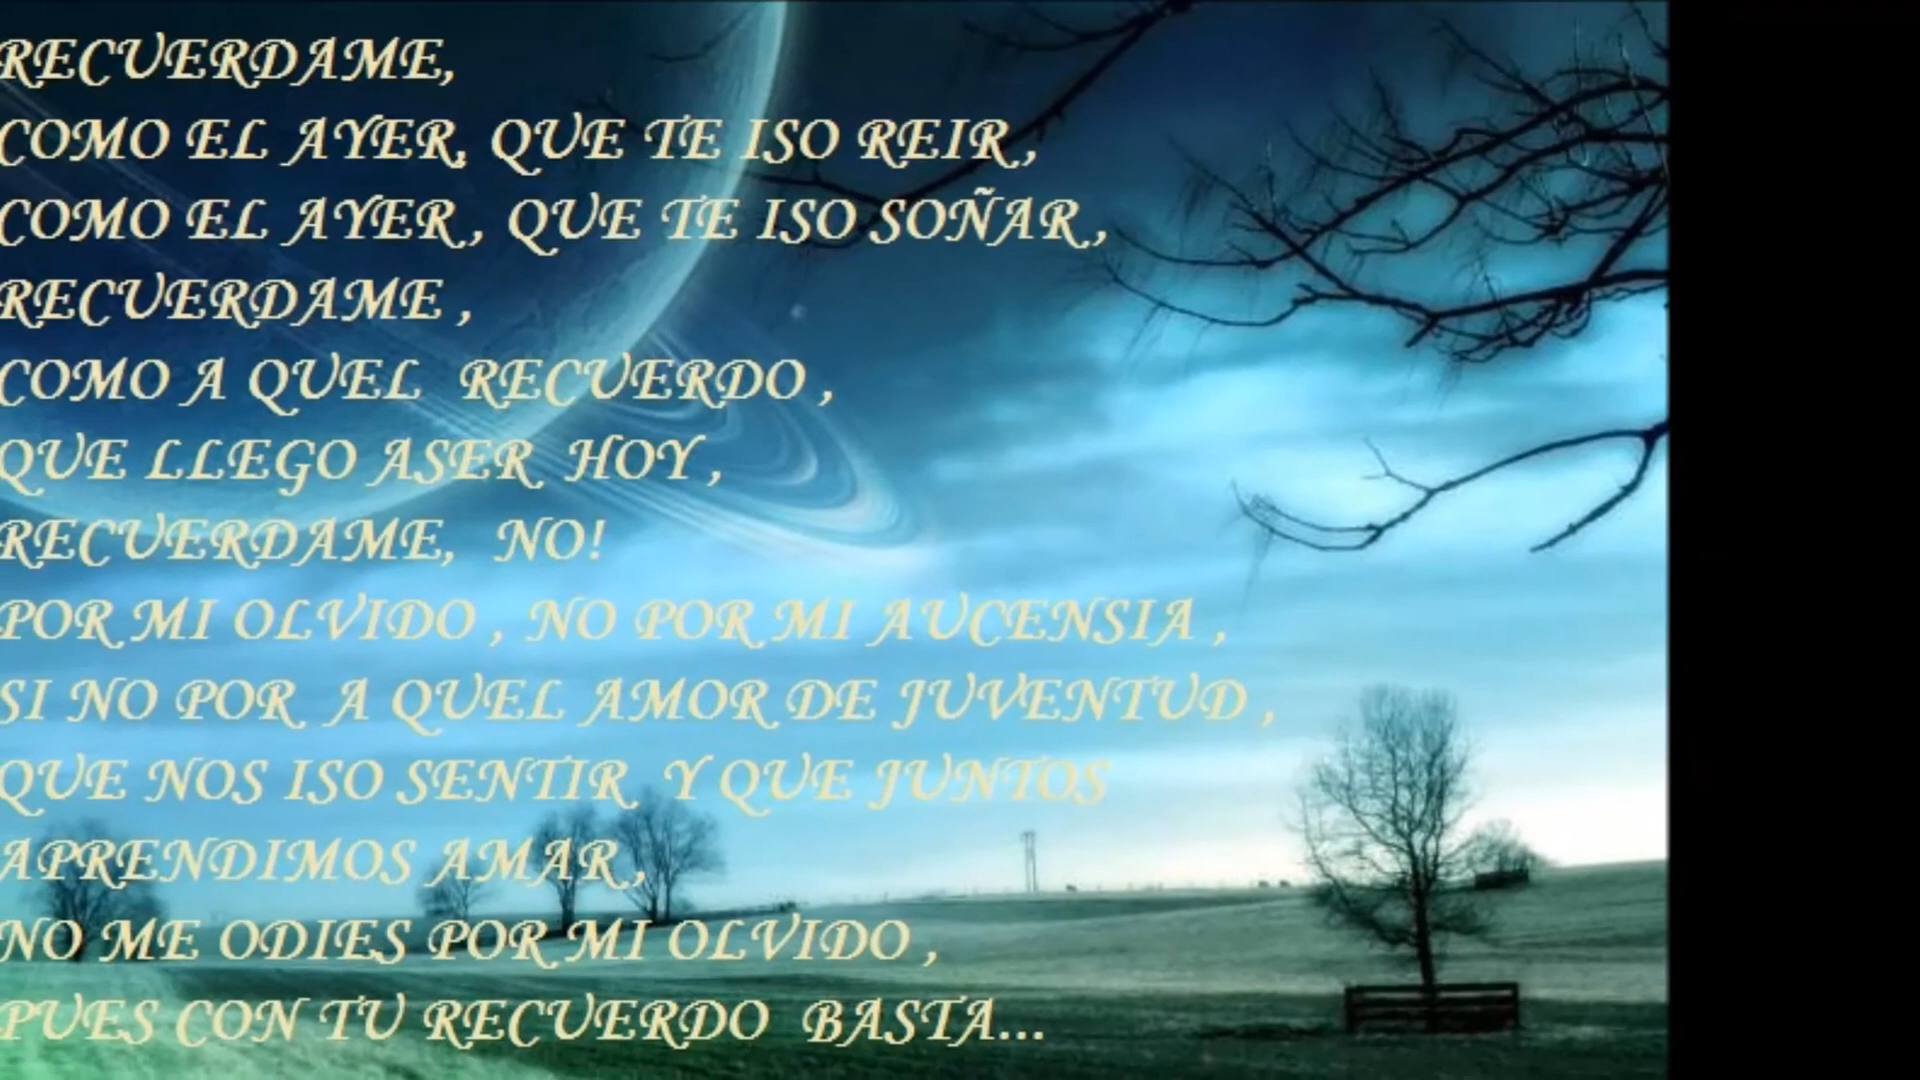 RECUERDAME,
COMO EL AYER, QUE TE ISO REIR,
COMO EL AYER, QUE TE ISO SOÑAR,
RECUERDAME ,
COMO A QUEL RECUERDO ,
QUE LLEGO ASER HOY ,
RECUERDAME, NO!
POR MI OLVIDO , NO POR MI AUCENSIA ,
SI NO POR A QUEL AMOR DE JUVENTUD ,
QUE NOS ISO SENTIR Y QUE JUNTOS
APRENDIMOS AMAR,
NO ME ODIES POR MI OLVIDO ,
PUES CON TU RECUERDO BASTA...